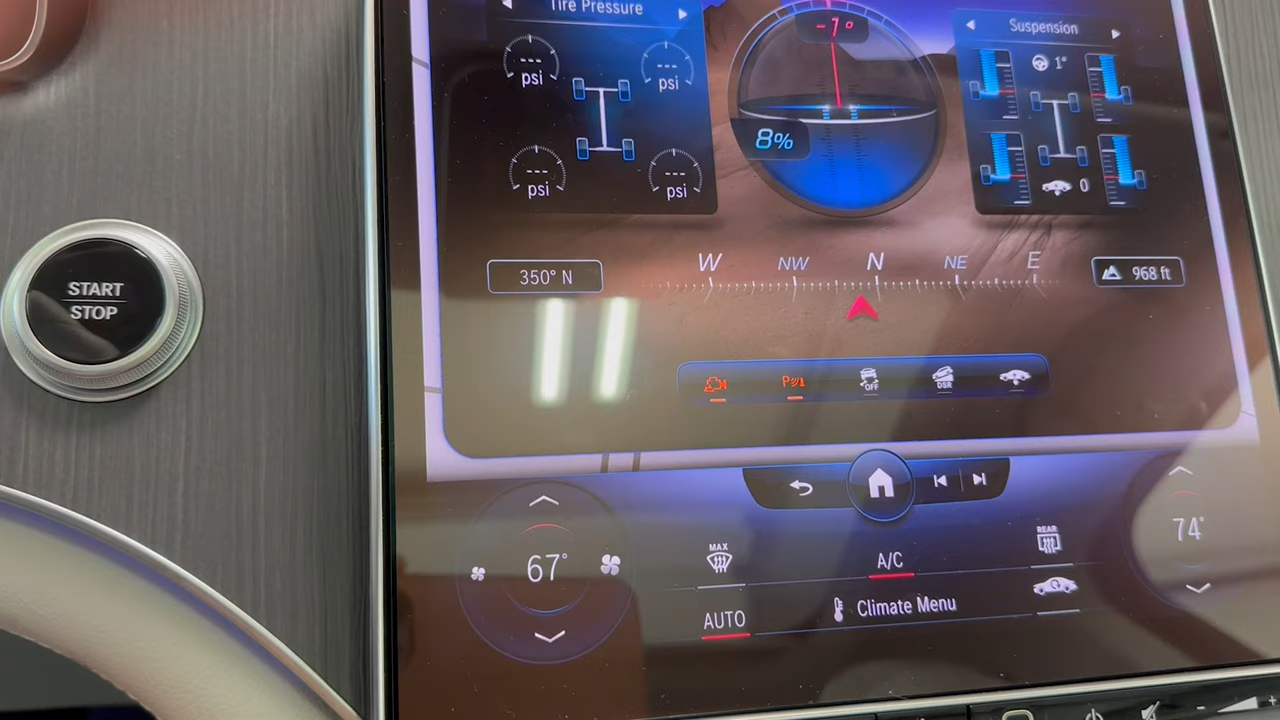 Tire Pressure
-1°
Suspension
--- psi
--- psi
1°
8%
--- psi
--- psi
0
W NW N NE E
350° N
968 ft
START
STOP
P
OFF
DSR
67°
74°
MAX
A/C
REAR
AUTO
Climate Menu
- +